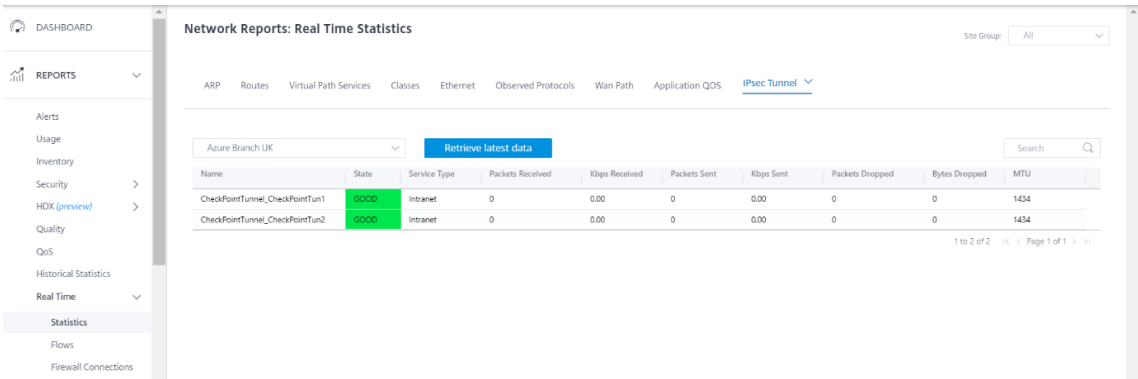 DASHBOARD
REPORTS
Alerts
Usage
Inventory
Security
HDX (preview)
Quality
QoS
Historical Statistics
Real Time
Statistics
Flows
Firewall Connections
Network Reports: Real Time Statistics
Site Group: All
ARP Routes Virtual Path Services Classes Ethernet Observed Protocols Wan Path Application QOS IPsec Tunnel
Azure Branch UK Retrieve latest data Search
Name State Service Type Packets Received Kbps Received Packets Sent Kbps Sent Packets Dropped Bytes Dropped MTU
CheckPointTunnel_CheckPointTun1 GOOD Intranet 0 0.00 0 0.00 0 0 1434
CheckPointTunnel_CheckPointTun2 GOOD Intranet 0 0.00 0 0.00 0 0 1434
1 to 2 of 2 Page 1 of 1